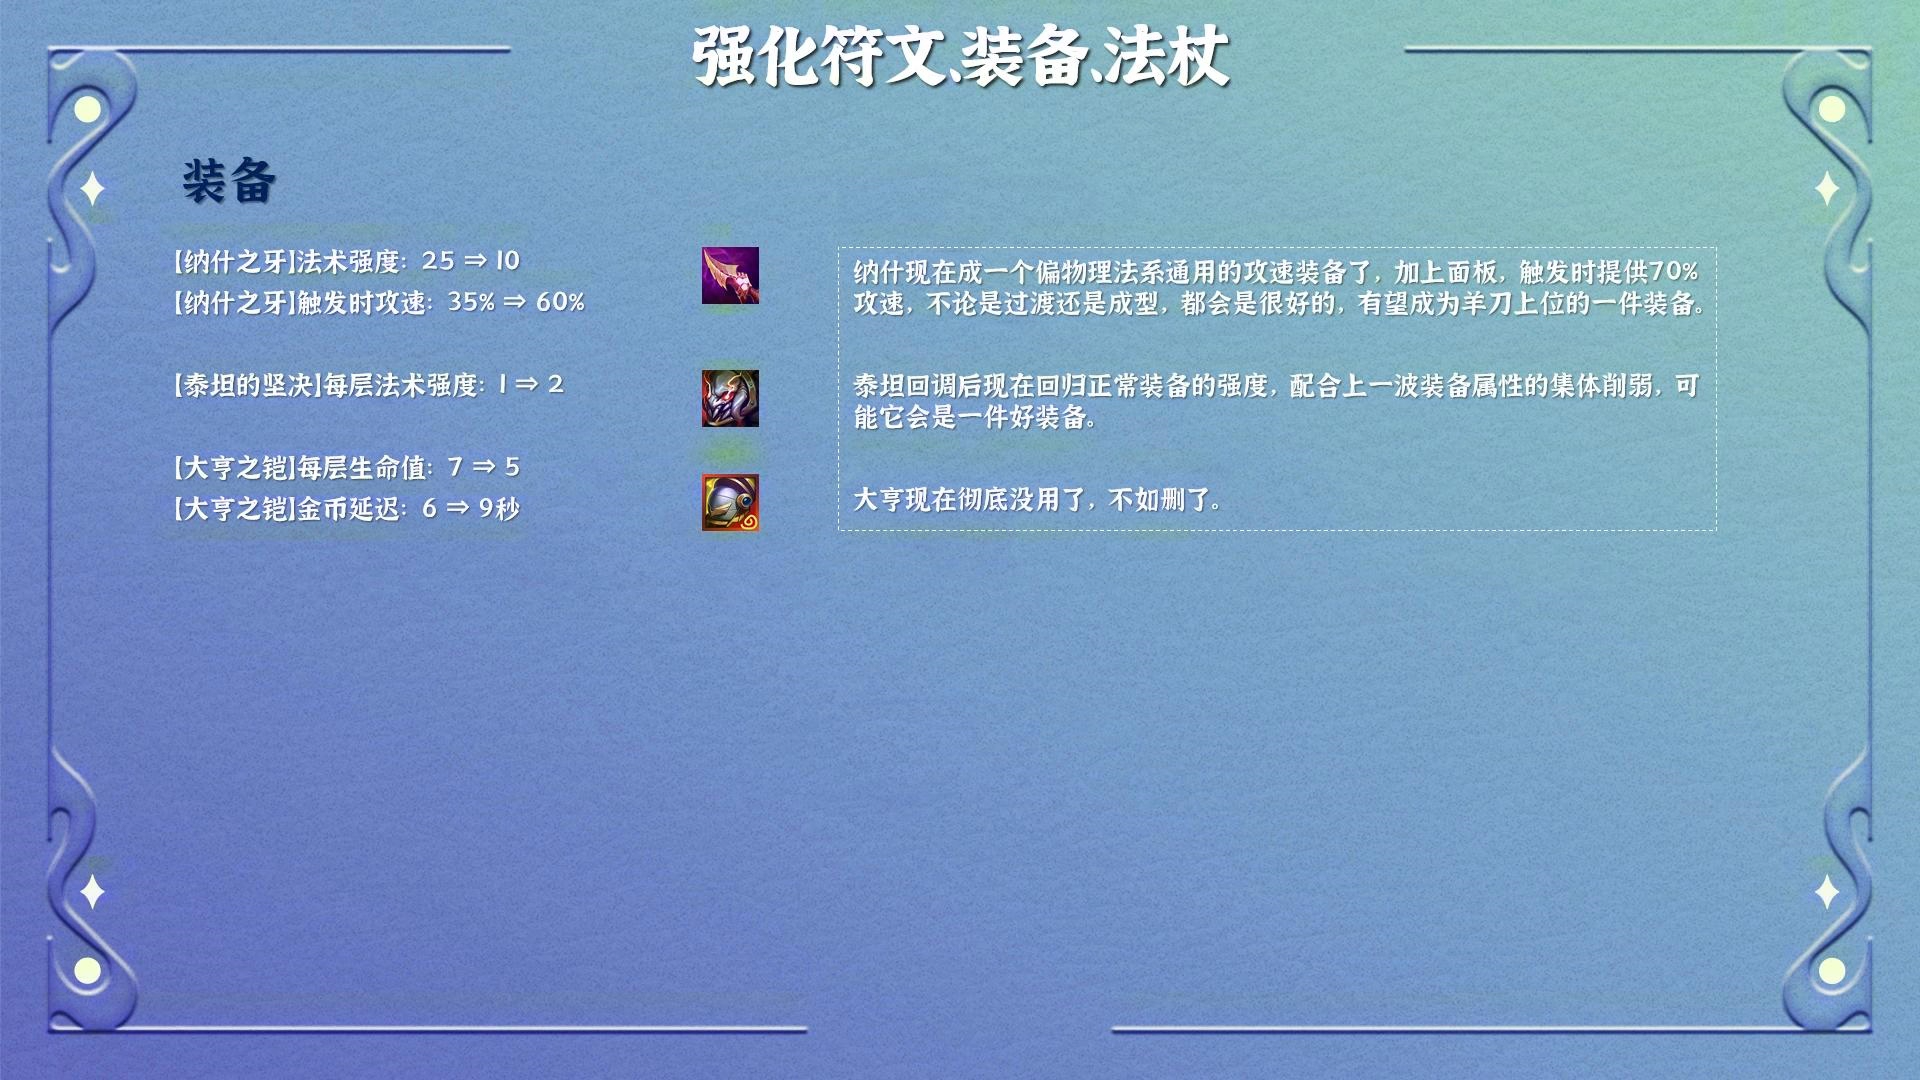 强化符文、装备、法杖
装备
【纳什之牙】法术强度：25 ⇒ 10
【纳什之牙】触发时攻速：35% ⇒ 60%
纳什现在成一个偏物理法系通用的攻速装备了，加上面板，触发时提供70%
攻速，不论是过渡还是成型，都会是很好的，有望成为羊刀上位的一件装备。
【泰坦的坚决】每层法术强度：1 ⇒ 2
泰坦回调后现在回归正常装备的强度，配合上一波装备属性的集体削弱，可
能它会是一件好装备。
【大亨之铠】每层生命值：7 ⇒ 5
【大亨之铠】金币延迟：6 ⇒ 9秒
大亨现在彻底没用了，不如删了。